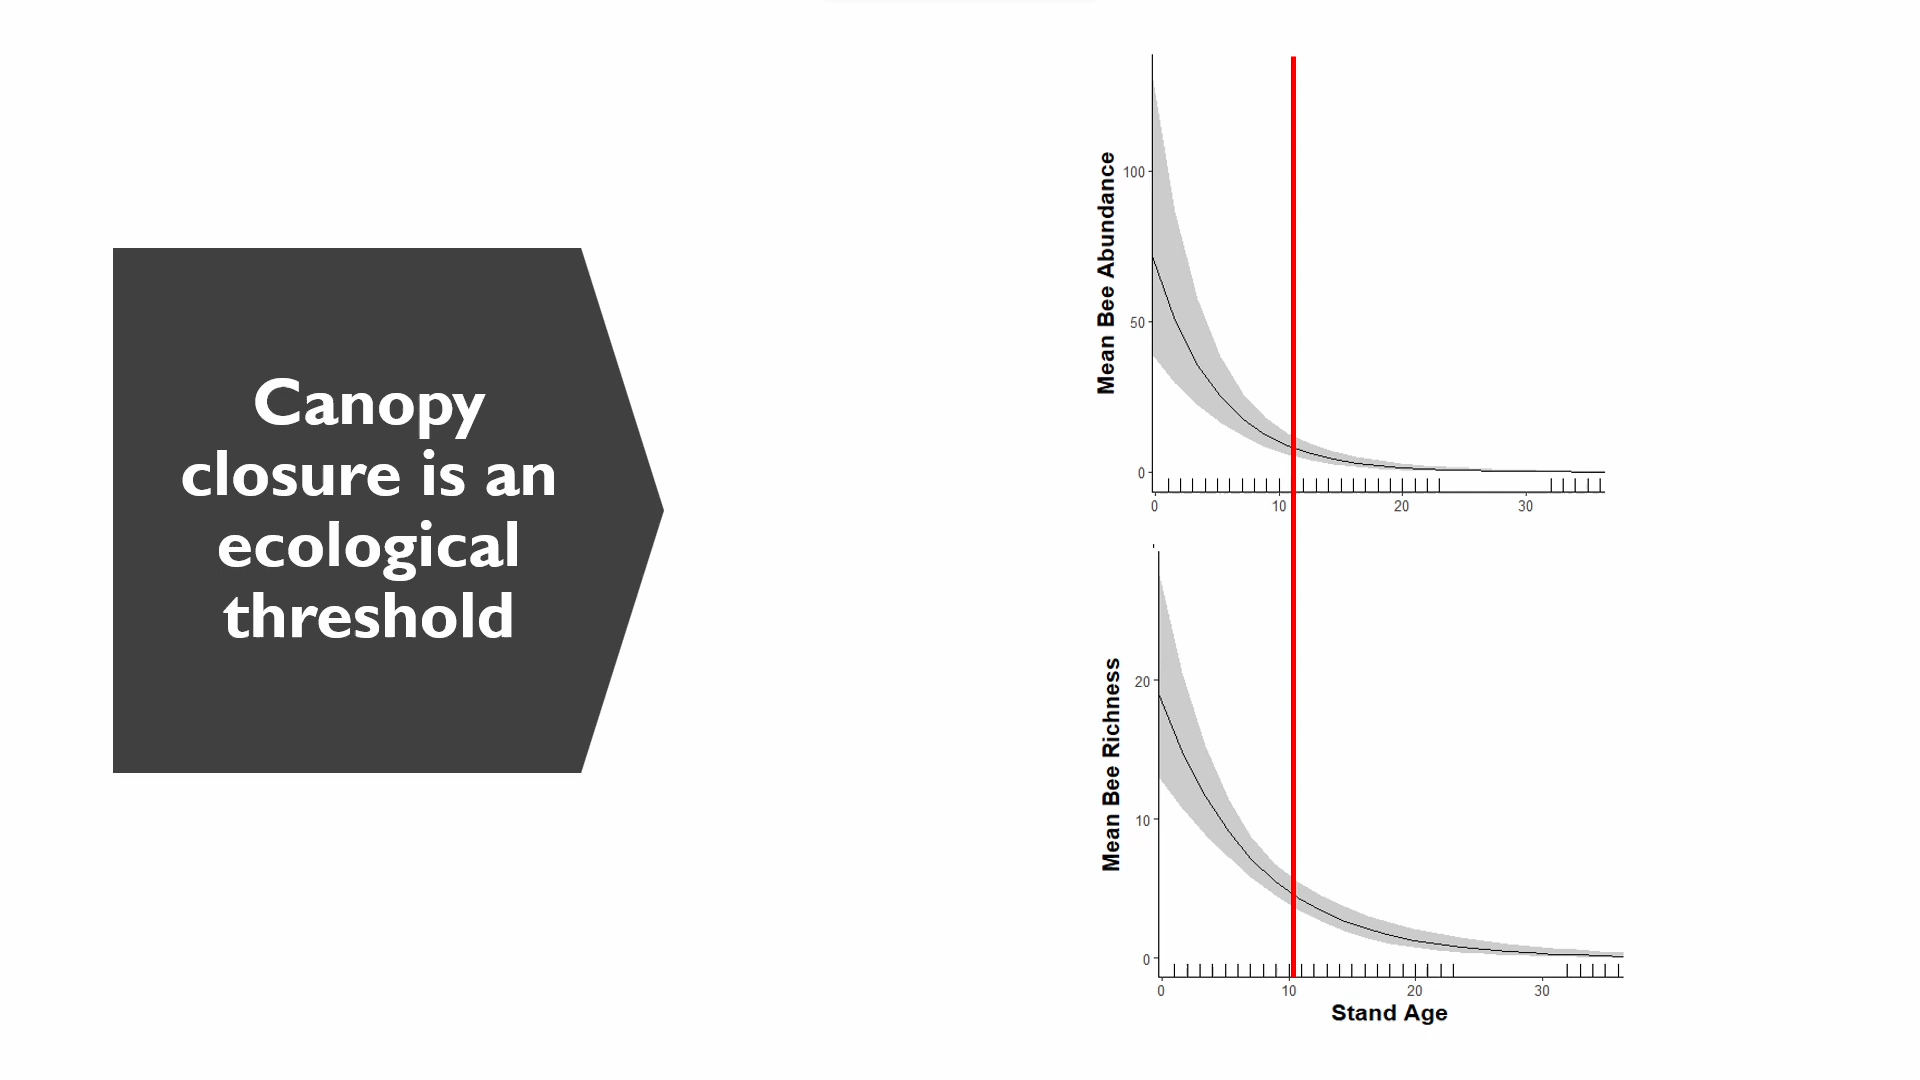 Canopy
closure is an
ecological
threshold
Mean Bee Abundance
100
50
0
0 10 20 30
Mean Bee Richness
20
10
0
0 10 20 30
Stand Age